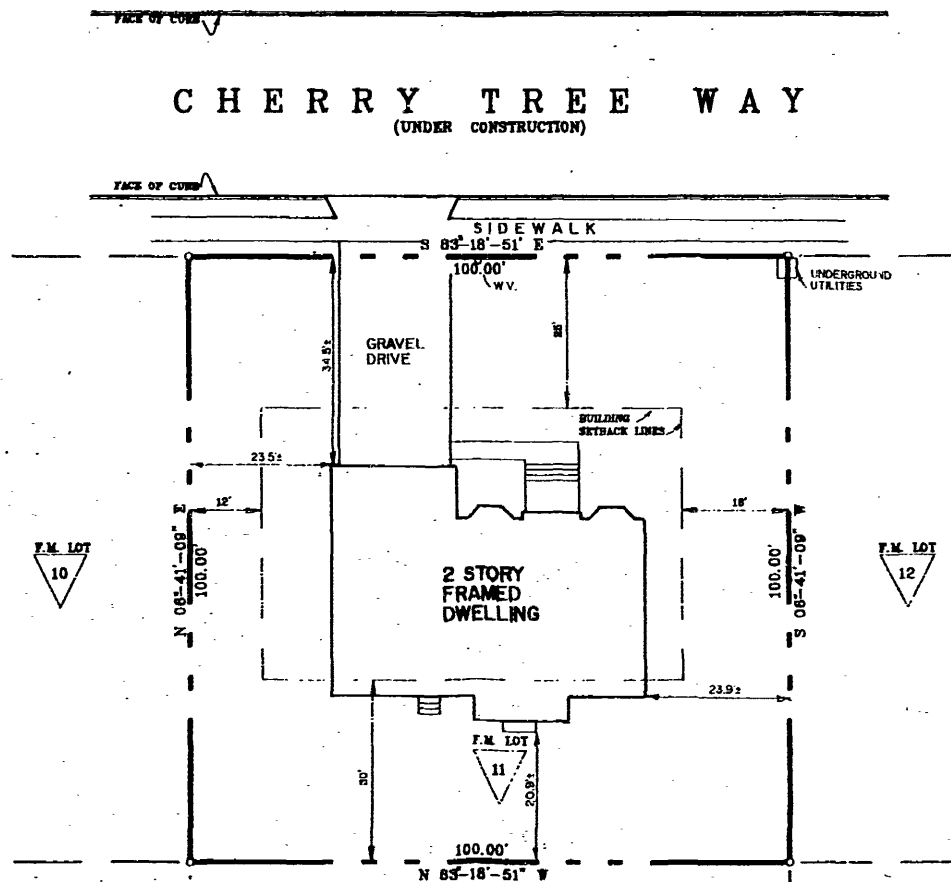 FACE OF CURB
CHERRY TREE WAY
(UNDER CONSTRUCTION)
FACE OF CURB
SIDEWALK
S 83°-18'-51" E
100.00'
W.V.
UNDERGROUND
UTILITIES
GRAVEL
DRIVE
34.5'±
25'
BUILDING
SETBACK LINES
23.5'±
12'
N 06°-41'-09" E
100.00'
18'
100.00'
S 06°-41'-09" W
F.M. LOT
10
F.M. LOT
12
2 STORY
FRAMED
DWELLING
23.9'±
F.M. LOT
11
30'
20.9'±
100.00'
N 83°-18'-51" W